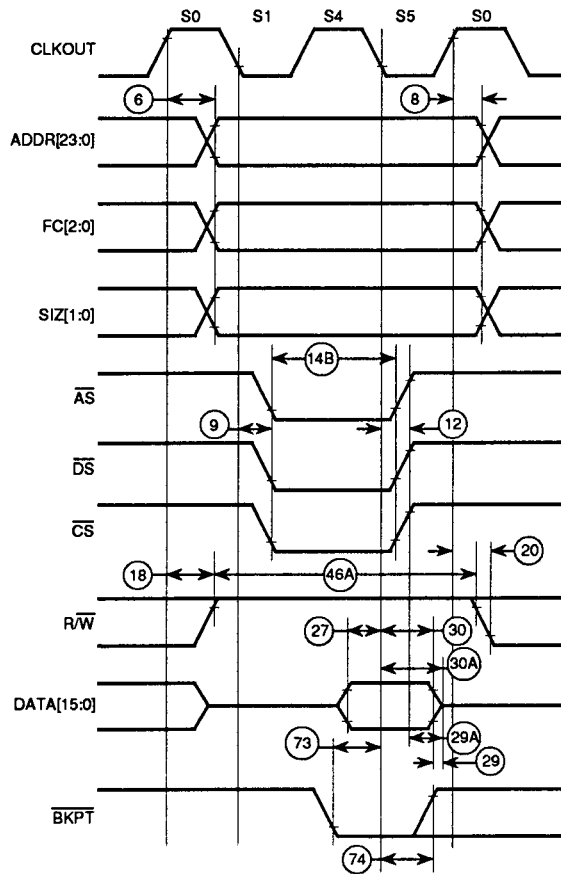 S0 S1 S4 S5 S0
CLKOUT
6 8
ADDR[23:0]
FC[2:0]
SIZ[1:0]
14B
AS
9 12
DS
CS
20
18 46A
R/W
27 30
30A
DATA[15:0]
73 29A
29
BKPT
74